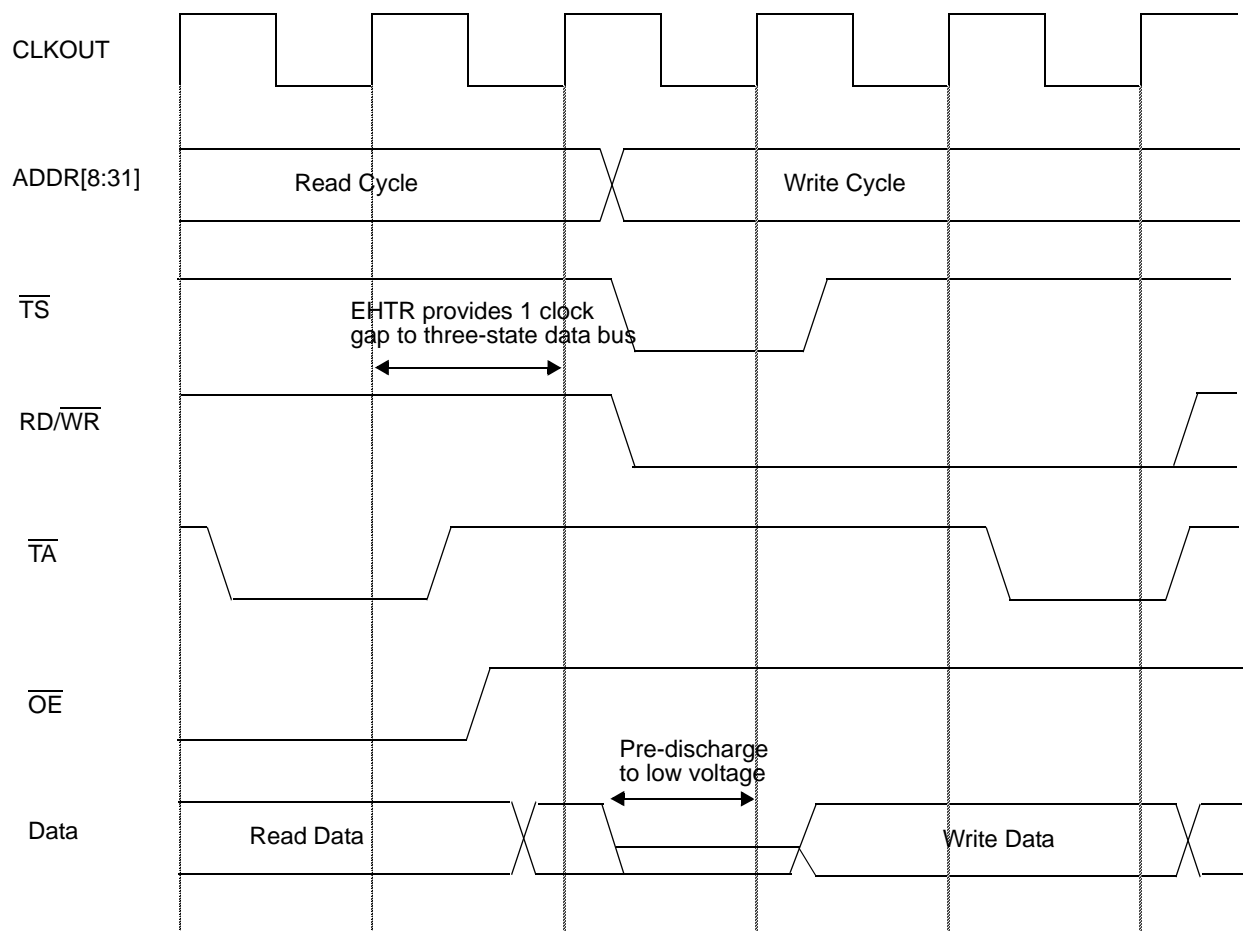 CLKOUT
ADDR[8:31]
Read Cycle
Write Cycle
TS
EHTR provides 1 clock
gap to three-state data bus
RD/WR
TA
OE
Pre-discharge
to low voltage
Data
Read Data
Write Data